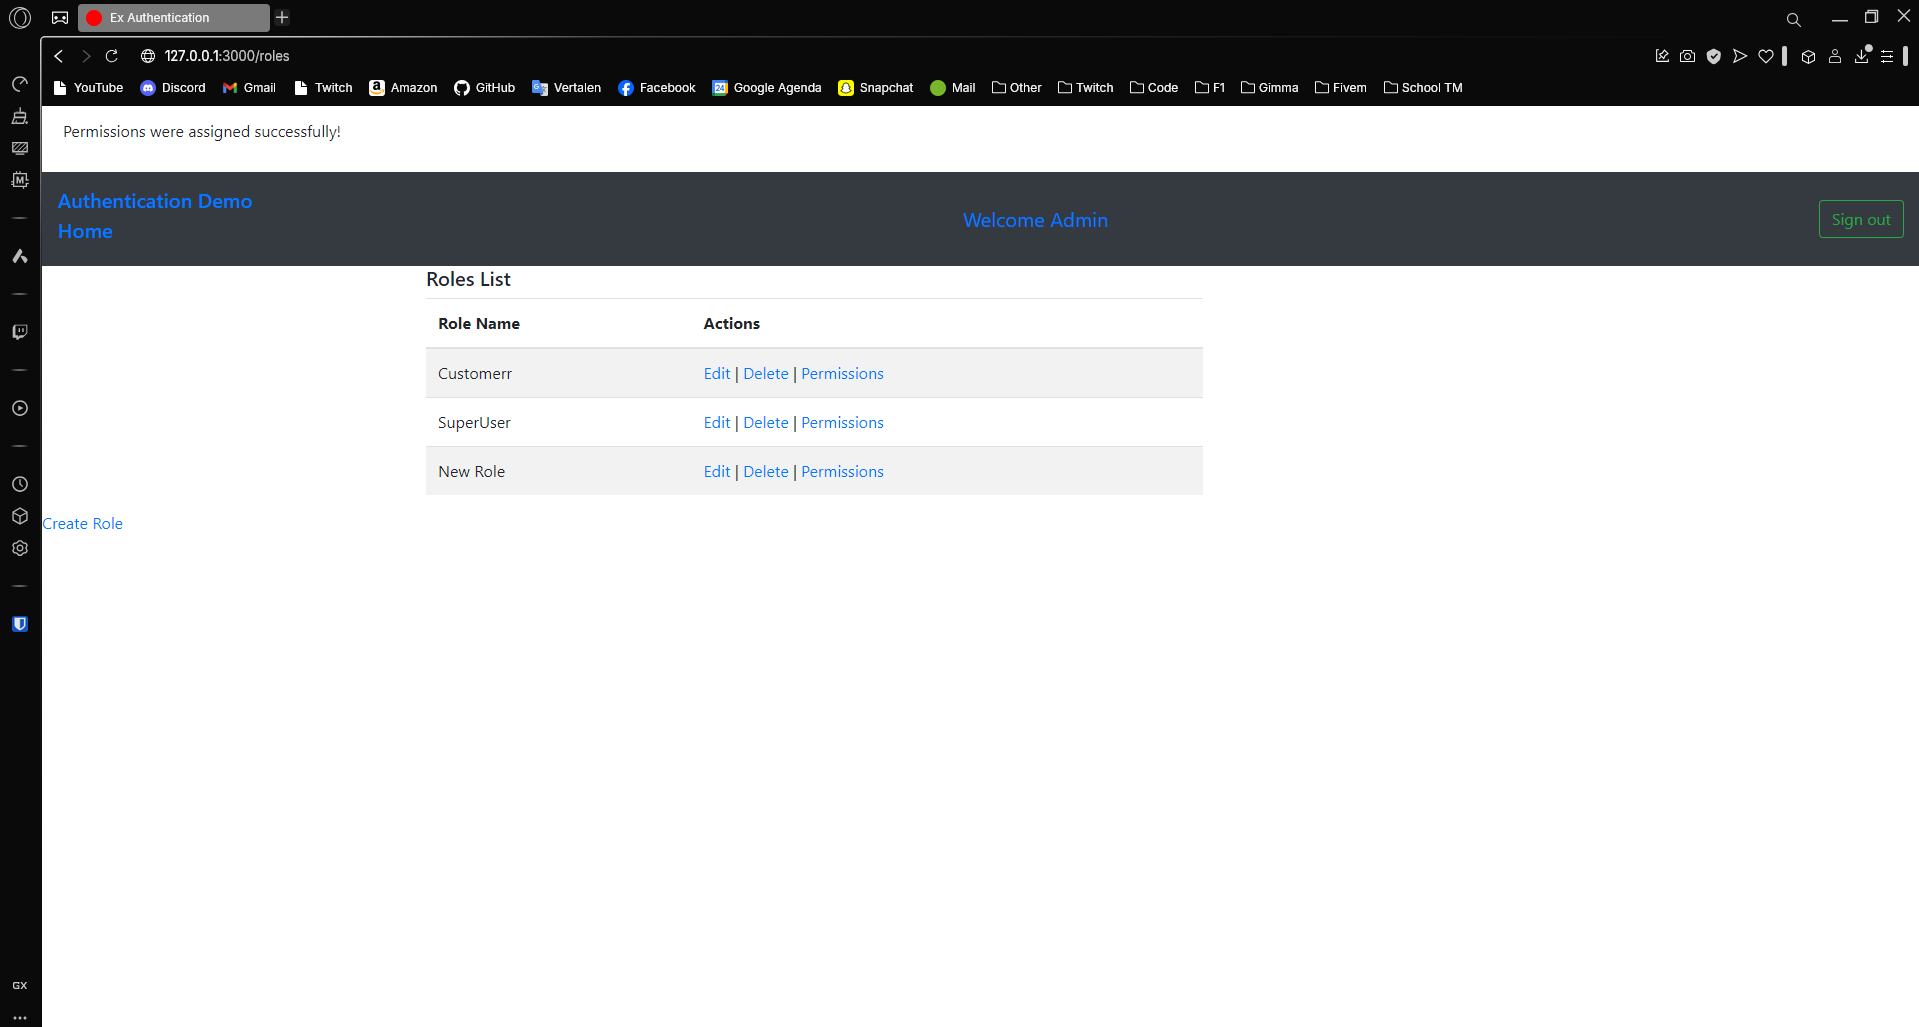 Ex Authentication
127.0.0.1:3000/roles
YouTube Discord Gmail Twitch Amazon GitHub Vertalen Facebook 24 Google Agenda Snapchat Mail Other Twitch Code F1 Gimma Fivem School TM
Permissions were assigned successfully!
Authentication Demo
Home
Welcome Admin
Sign out
Roles List
Role Name Actions
Customerr Edit | Delete | Permissions
SuperUser Edit | Delete | Permissions
New Role Edit | Delete | Permissions
Create Role
M
GX